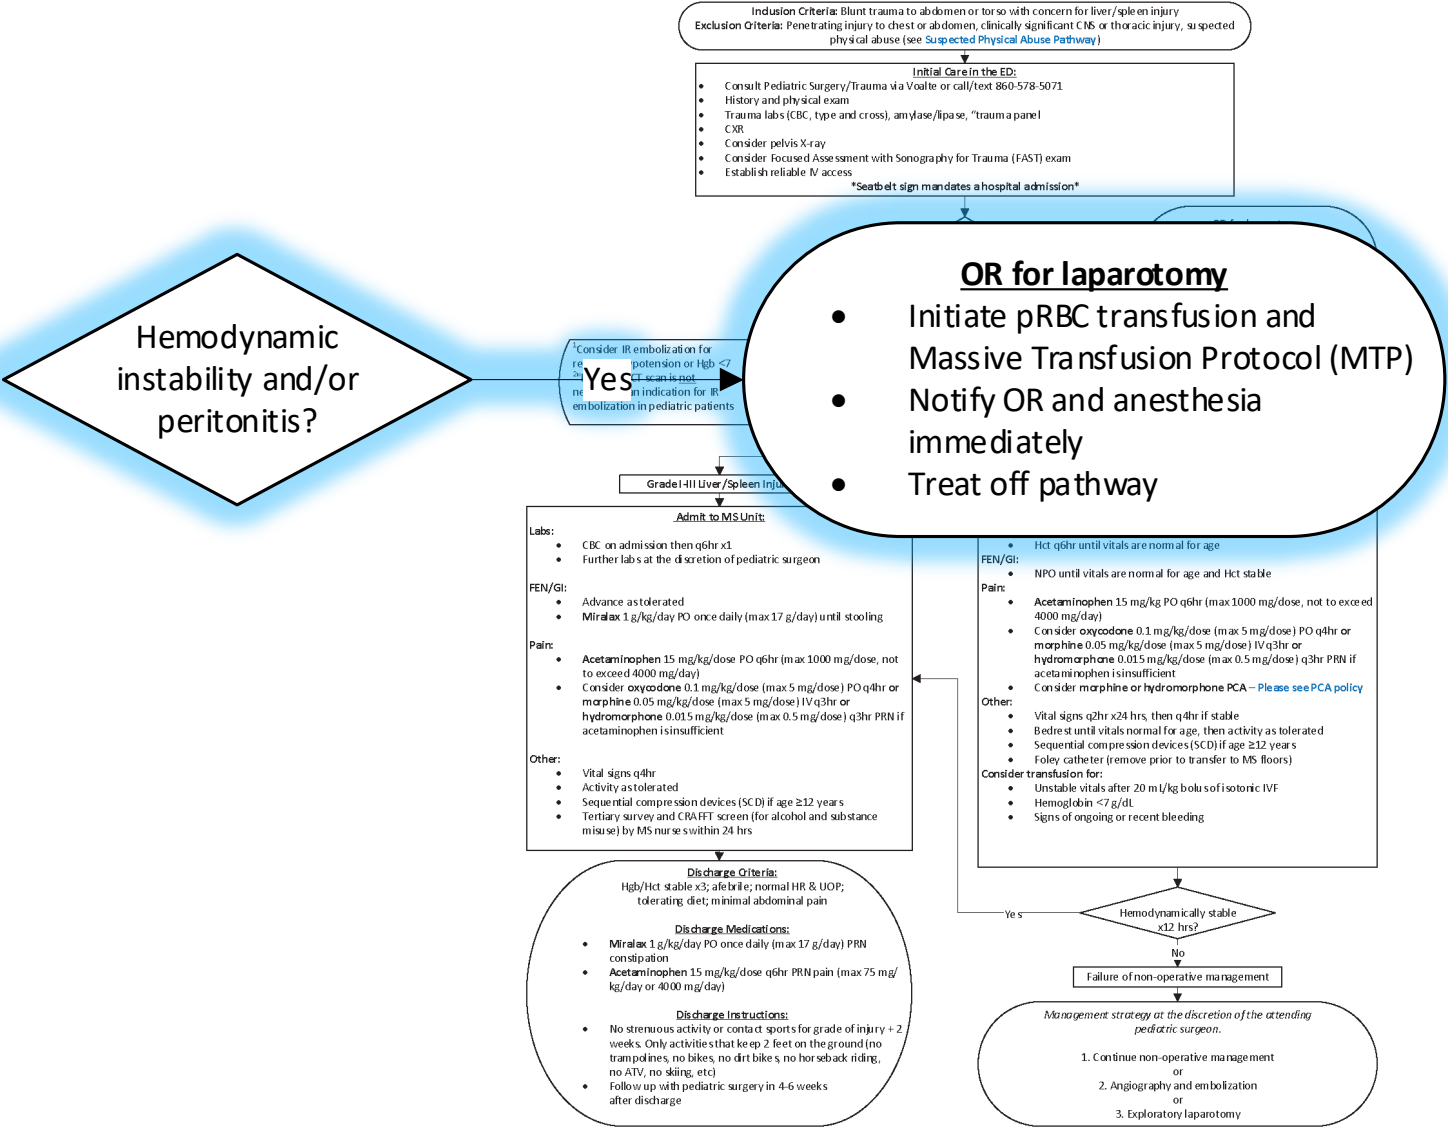 Inclusion Criteria: Blunt trauma to abdomen or torso with concern for liver/spleen injury
Exclusion Criteria: Penetrating injury to chest or abdomen, clinically significant CNS or thoracic injury, suspected
physical abuse (see Suspected Physical Abuse Pathway)
Initial Care in the ED:
• Consult Pediatric Surgery/Trauma via Voalte or call/text 860-578-5071
• History and physical exam
• Trauma labs (CBC, type and cross), amylase/lipase, “trauma panel
• CXR
• Consider pelvis X-ray
• Consider Focused Assessment with Sonography for Trauma (FAST) exam
• Establish reliable IV access
*Seatbelt sign mandates a hospital admission*
Hemodynamic
instability and/or
peritonitis?
Yes
OR for laparotomy
• Initiate pRBC transfusion and
Massive Transfusion Protocol (MTP)
• Notify OR and anesthesia
immediately
• Treat off pathway
1Consider IR embolization for
potension or Hgb <7
CT scan is not
an indication for IR
embolization in pediatric patients
Grade I-III Liver/Spleen
Admit to MS Unit:
Labs:
• CBC on admission then q6hr x1
• Further labs at the discretion of pediatric surgeon
FEN/GI:
• Advance as tolerated
• Miralax 1 g/kg/day PO once daily (max 17 g/day) until stooling
Pain:
• Acetaminophen 15 mg/kg/dose PO q6hr (max 1000 mg/dose, not
to exceed 4000 mg/day)
• Consider oxycodone 0.1 mg/kg/dose (max 5 mg/dose) PO q4hr or
morphine 0.05 mg/kg/dose (max 5 mg/dose) IV q3hr or
hydromorphone 0.015 mg/kg/dose (max 0.5 mg/dose) q3hr PRN if
acetaminophen is insufficient
Other:
• Vital signs q4hr
• Activity as tolerated
• Sequential compression devices (SCD) if age ≥12 years
• Tertiary survey and CRAFFT screen (for alcohol and substance
misuse) by MS nurses within 24 hrs
• Hct q6hr until vitals are normal for age
FEN/GI:
• NPO until vitals are normal for age and Hct stable
Pain:
• Acetaminophen 15 mg/kg PO q6hr (max 1000 mg/dose, not to exceed
4000 mg/day)
• Consider oxycodone 0.1 mg/kg/dose (max 5 mg/dose) PO q4hr or
morphine 0.05 mg/kg/dose (max 5 mg/dose) IV q3hr or
hydromorphone 0.015 mg/kg/dose (max 0.5 mg/dose) q3hr PRN if
acetaminophen is insufficient
• Consider morphine or hydromorphone PCA – Please see PCA policy
Other:
• Vital signs q2hr x24 hrs, then q4hr if stable
• Bedrest until vitals normal for age, then activity as tolerated
• Sequential compression devices (SCD) if age ≥12 years
• Foley catheter (remove prior to transfer to MS floors)
Consider transfusion for:
• Unstable vitals after 20 mL/kg bolus of isotonic IVF
• Hemoglobin <7 g/dL
• Signs of ongoing or recent bleeding
Discharge Criteria:
Hgb/Hct stable x3; afebrile; normal HR & UOP;
tolerating diet; minimal abdominal pain
Discharge Medications:
• Miralax 1 g/kg/day PO once daily (max 17 g/day) PRN
constipation
• Acetaminophen 15 mg/kg/dose q6hr PRN pain (max 75 mg/
kg/day or 4000 mg/day)
Discharge Instructions:
• No strenuous activity or contact sports for grade of injury + 2
weeks. Only activities that keep 2 feet on the ground (no
trampolines, no bikes, no dirt bikes, no horseback riding,
no ATV, no skiing, etc)
• Follow up with pediatric surgery in 4-6 weeks
after discharge
Yes
Hemodynamically stable
x12 hrs?
No
Failure of non-operative management
Management strategy at the discretion of the attending
pediatric surgeon.
1. Continue non-operative management
or
2. Angiography and embolization
or
3. Exploratory laparotomy